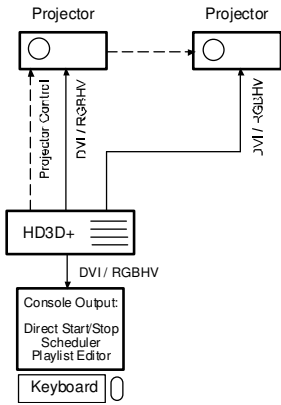 Projector
Projector
Projector Control
DVI / RGBHV
DVI / RGBHV
HD3D+
DVI / RGBHV
Console Output:
Direct Start/Stop
Scheduler
Playlist Editor
Keyboard